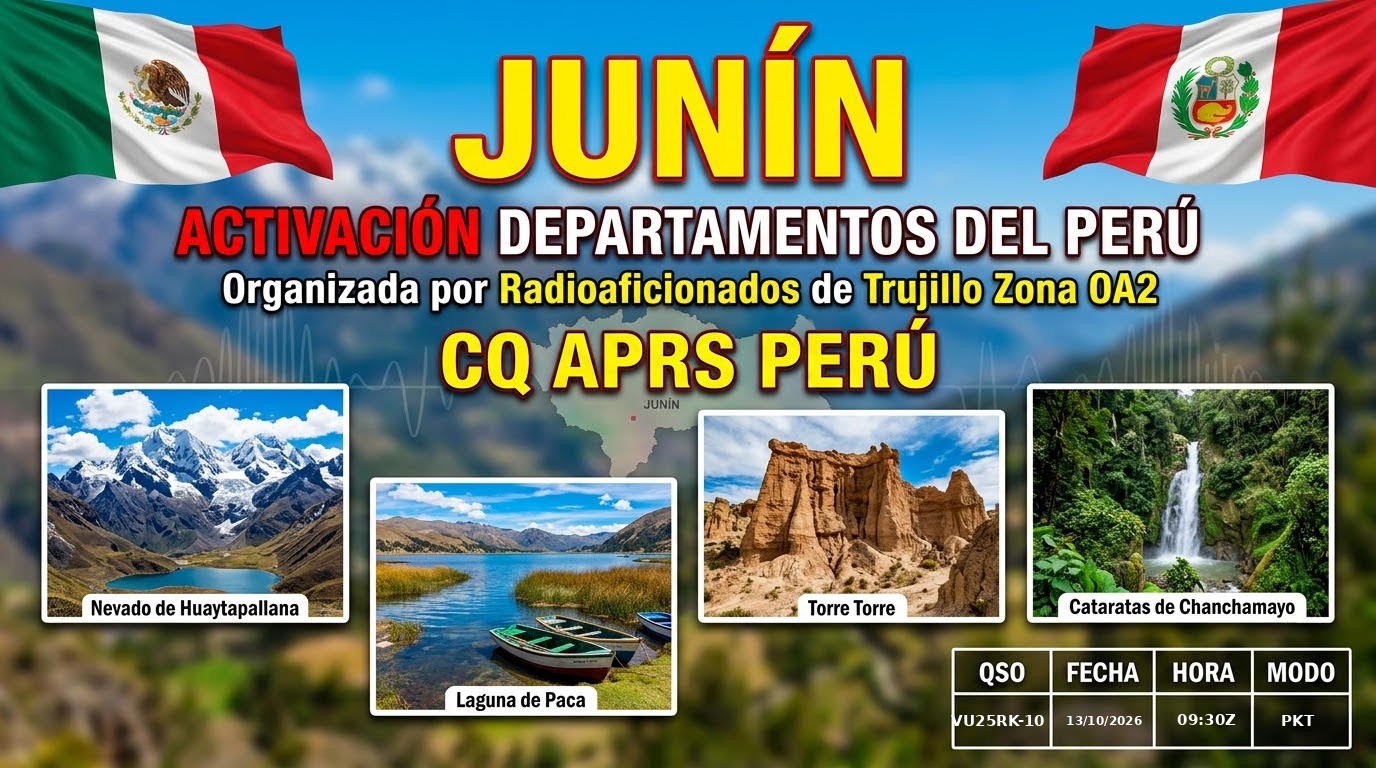 JUNÍN
ACTIVACIÓN DEPARTAMENTOS DEL PERÚ
Organizada por Radioaficionados de Trujillo Zona OA2
CQ APRS PERÚ
JUNÍN
Nevado de Huaytapallana
Laguna de Paca
Torre Torre
Cataratas de Chanchamayo
QSO FECHA HORA MODO
VU25RK-10 13/10/2026 09:30Z PKT